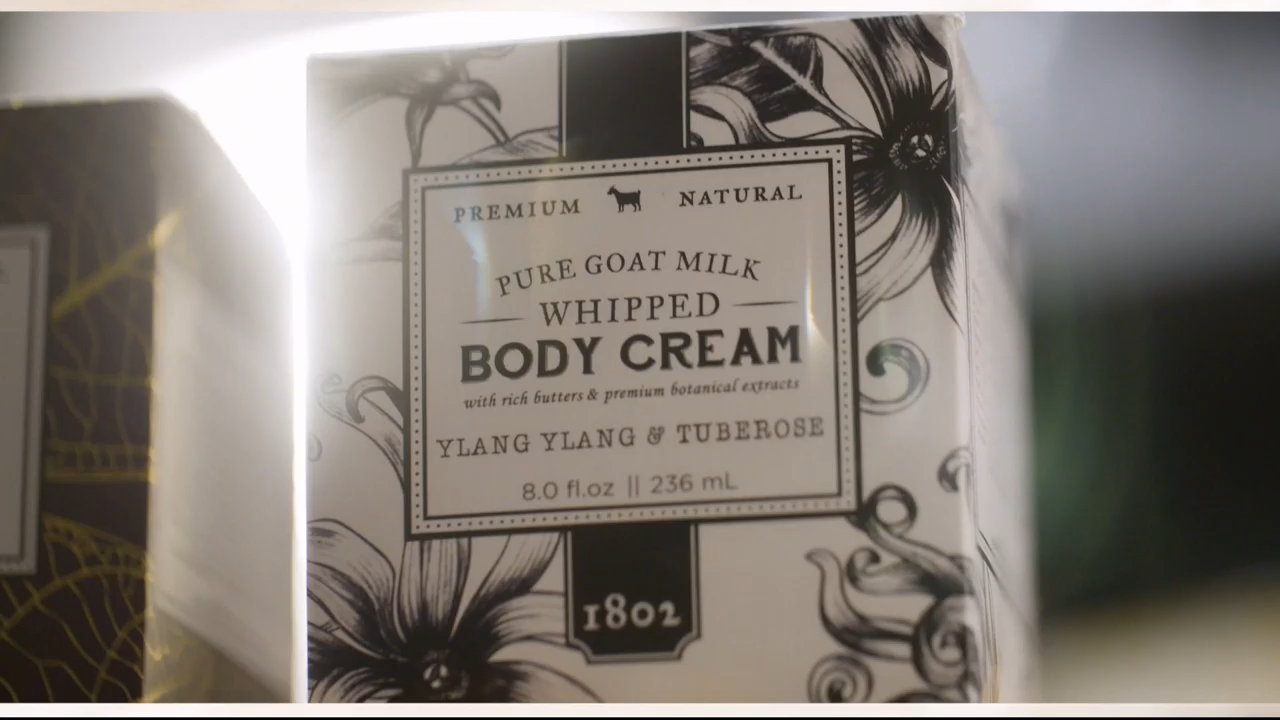 PREMIUM NATURAL
PURE GOAT MILK
WHIPPED
BODY CREAM
with rich butters & premium botanical extracts
YLANG YLANG & TUBEROSE
8.0 fl.oz || 236 mL
1802